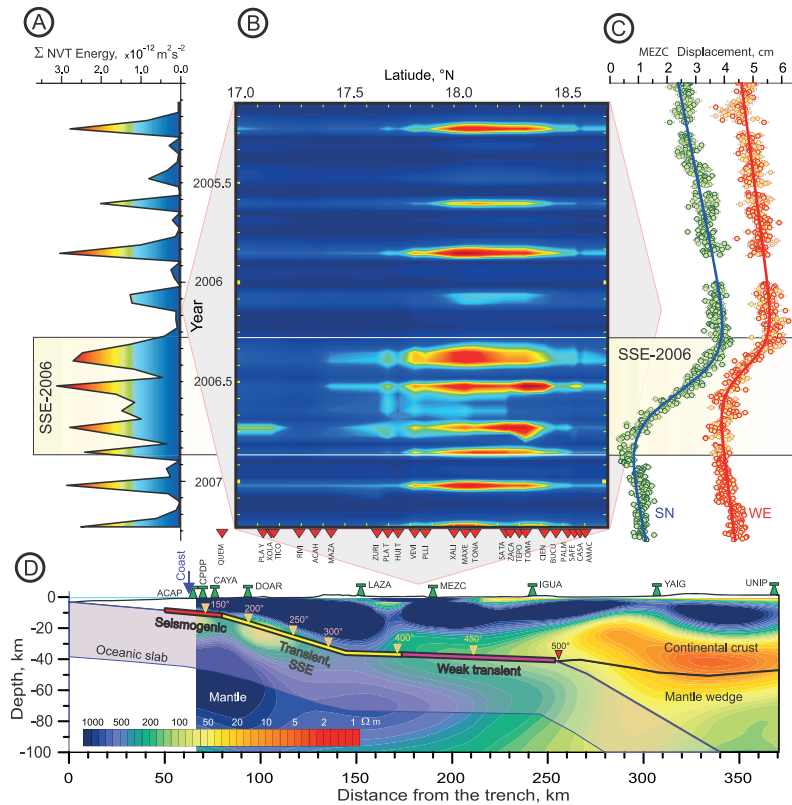 A
Σ NVT Energy, x10⁻¹² m² s⁻²
3.0 2.0 1.0 0.0
SSE-2006
B
Latiude, °N
17.0 17.5 18.0 18.5
2005,5
2006
Year
2006,5
2007
C
MEZC Displacement, cm
0 1 2 3 4 5 6
SSE-2006
SN WE
QUEM PLAY XOLA TICO RIM ACAH MAZA ZURI PLAT HUIT VEVI PLLI XALI MAXE TONA SATA ZACA TEPO TOMA CIEN BUCU PALM SAFE CASA AMAC
D
Coast
ACAP CPDP CAYA DOAR LAZA MEZC IGUA YAIG UNIP
Depth, km
0
-20
-40
-60
-80
-100
150° 200° 250° 300° 400° 450° 500°
Seismogenic
Transient, SSE
Weak transient
Oceanic slab
Mantle
Continental crust
Mantle wedge
1000 500 200 100 50 20 10 5 2 1 Ω m
0 50 100 150 200 250 300 350
Distance from the trench, km